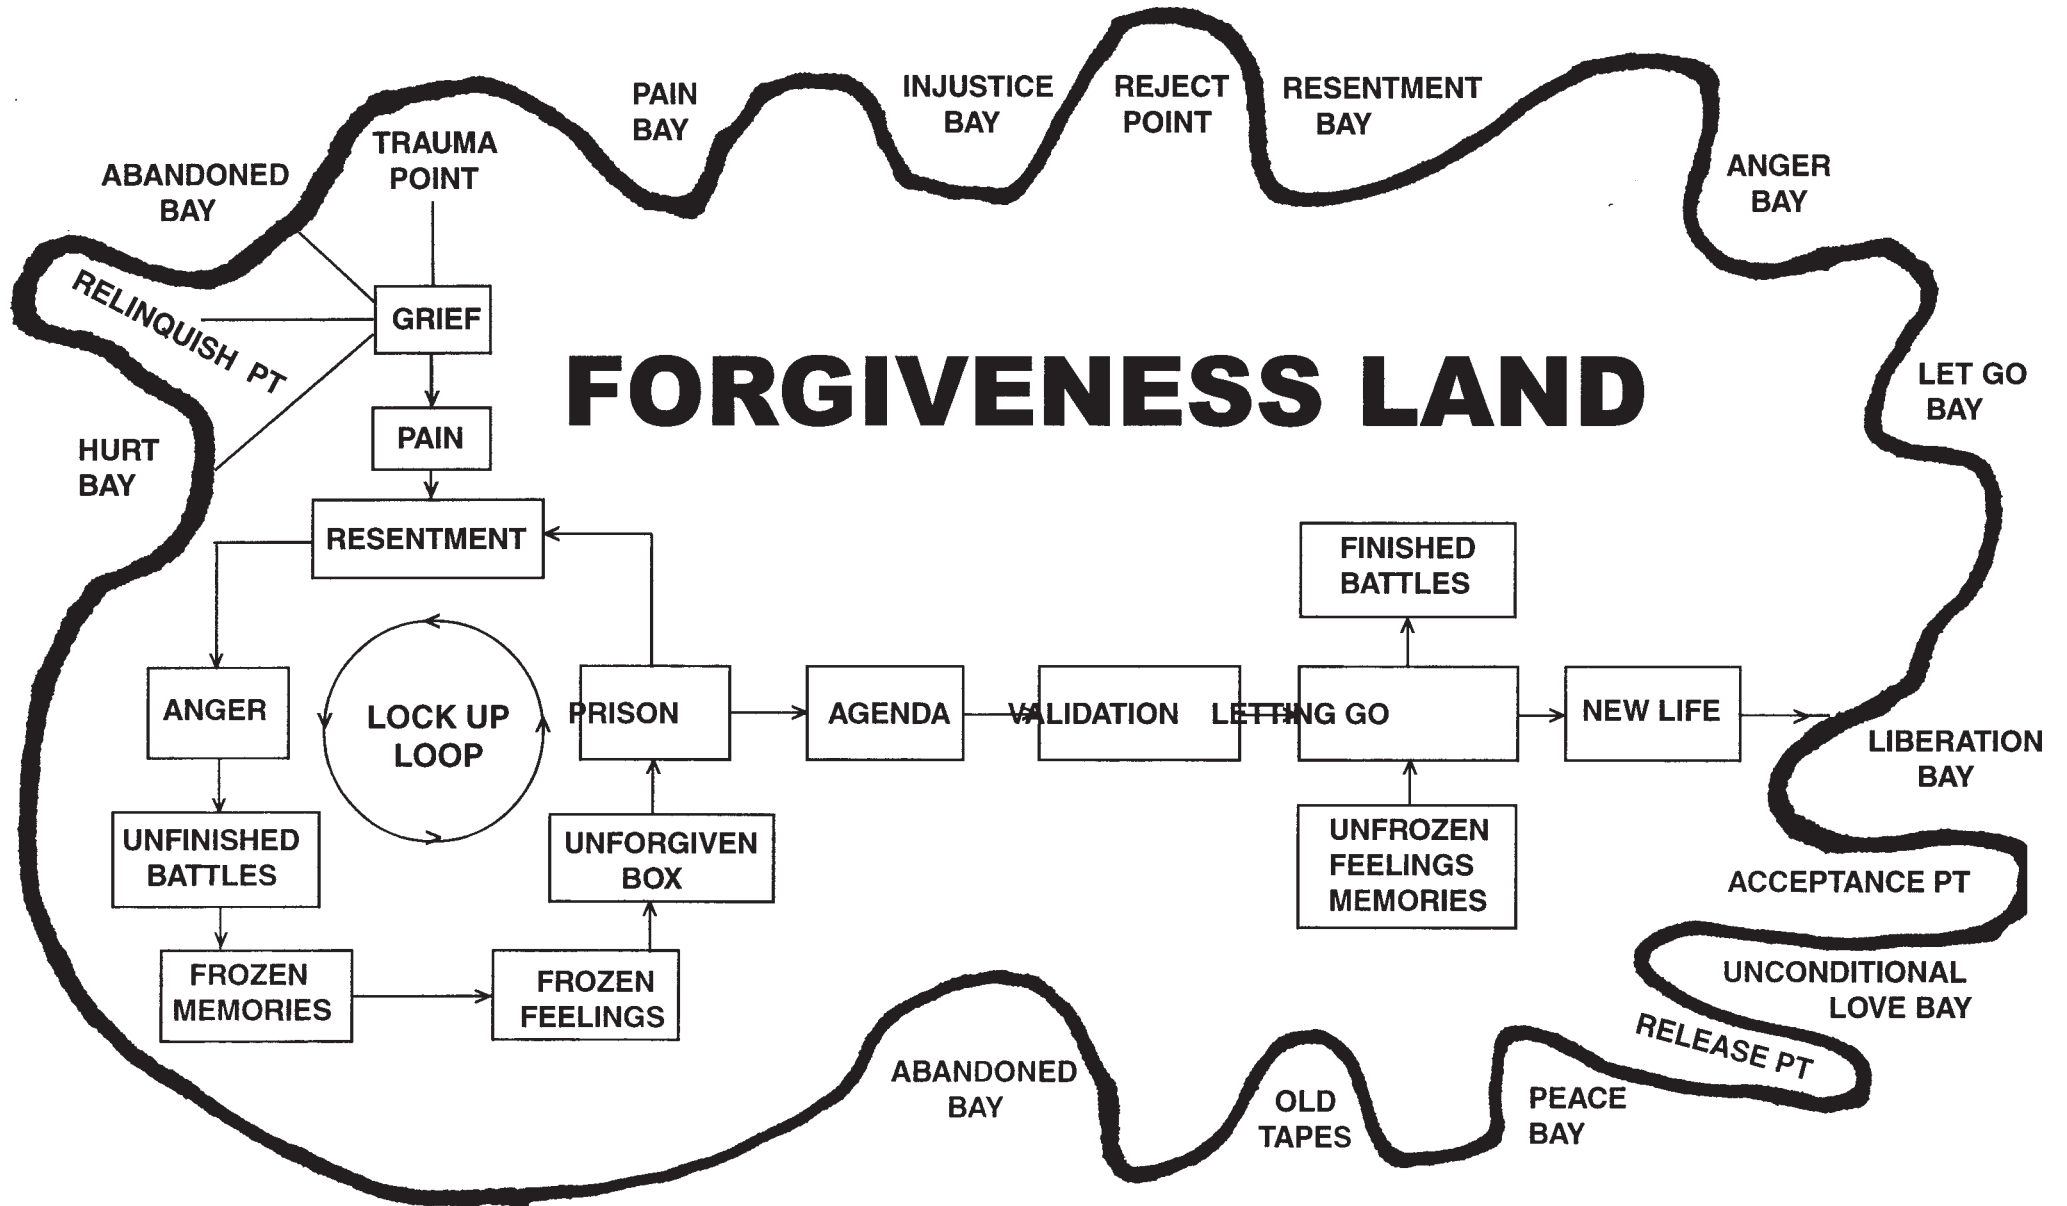 PAIN
BAY
INJUSTICE
BAY
REJECT
POINT
RESENTMENT
BAY
TRAUMA
POINT
ABANDONED
BAY
ANGER
BAY
RELINQUISH PT
GRIEF
FORGIVENESS LAND
LET GO
BAY
PAIN
HURT
BAY
RESENTMENT
FINISHED
BATTLES
ANGER
LOCK UP
LOOP
PRISON
AGENDA
VALIDATION
LETTING GO
NEW LIFE
LIBERATION
BAY
UNFINISHED
BATTLES
UNFORGIVEN
BOX
UNFROZEN
FEELINGS
MEMORIES
ACCEPTANCE PT
FROZEN
MEMORIES
FROZEN
FEELINGS
UNCONDITIONAL
LOVE BAY
RELEASE PT
ABANDONED
BAY
OLD
TAPES
PEACE
BAY